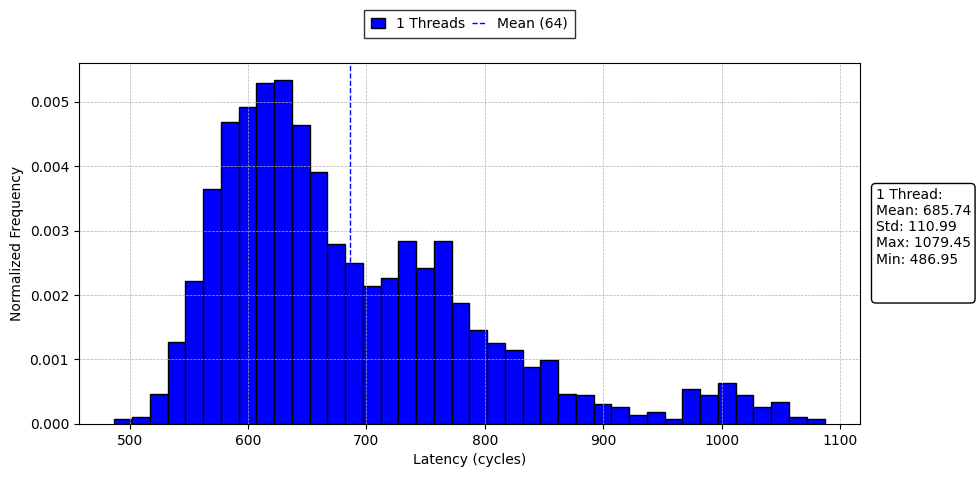 1 Threads Mean (64)
Normalized Frequency
0.005
0.004
0.003
0.002
0.001
0.000
500 600 700 800 900 1000 1100
Latency (cycles)
1 Thread:
Mean: 685.74
Std: 110.99
Max: 1079.45
Min: 486.95